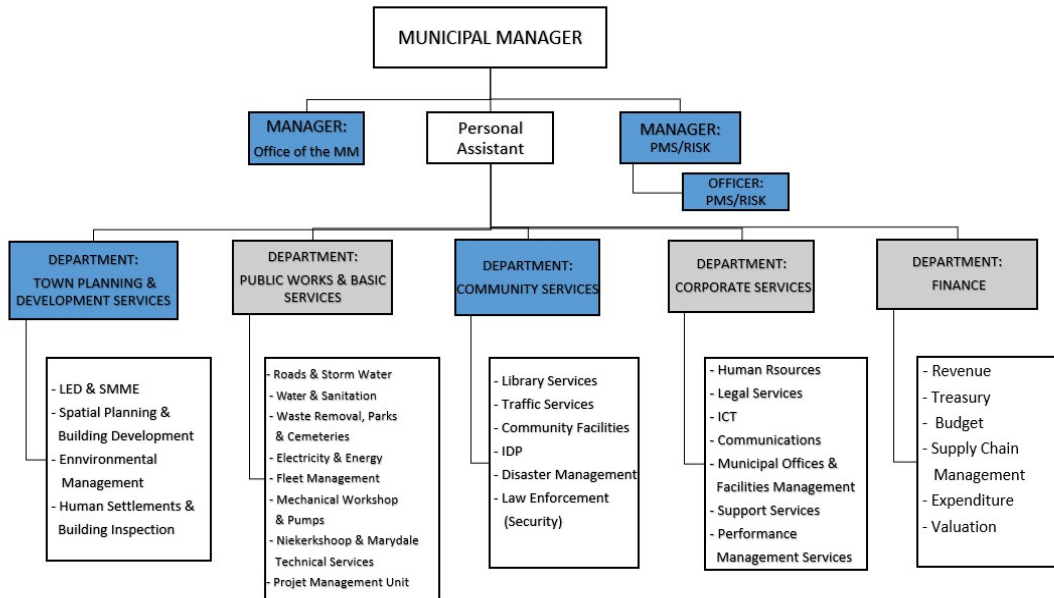 MUNICIPAL MANAGER
MANAGER:
Office of the MM
Personal
Assistant
MANAGER:
PMS/RISK
OFFICER:
PMS/RISK
DEPARTMENT:
TOWN PLANNING &
DEVELOPMENT SERVICES
DEPARTMENT:
PUBLIC WORKS & BASIC
SERVICES
DEPARTMENT:
COMMUNITY SERVICES
DEPARTMENT:
CORPORATE SERVICES
DEPARTMENT:
FINANCE
- LED & SMME
- Spatial Planning &
Building Development
- Ennvironmental
Management
- Human Settlements &
Building Inspection
- Roads & Storm Water
- Water & Sanitation
- Waste Removal, Parks
& Cemeteries
- Electricity & Energy
- Fleet Management
- Mechanical Workshop
& Pumps
- Niekerkshoop & Marydale
Technical Services
- Projet Management Unit
- Library Services
- Traffic Services
- Community Facilities
- IDP
- Disaster Management
- Law Enforcement
(Security)
- Human Rsources
- Legal Services
- ICT
- Communications
- Municipal Offices &
Facilities Management
- Support Services
- Performance
Management Services
- Revenue
- Treasury
- Budget
- Supply Chain
Management
- Expenditure
- Valuation